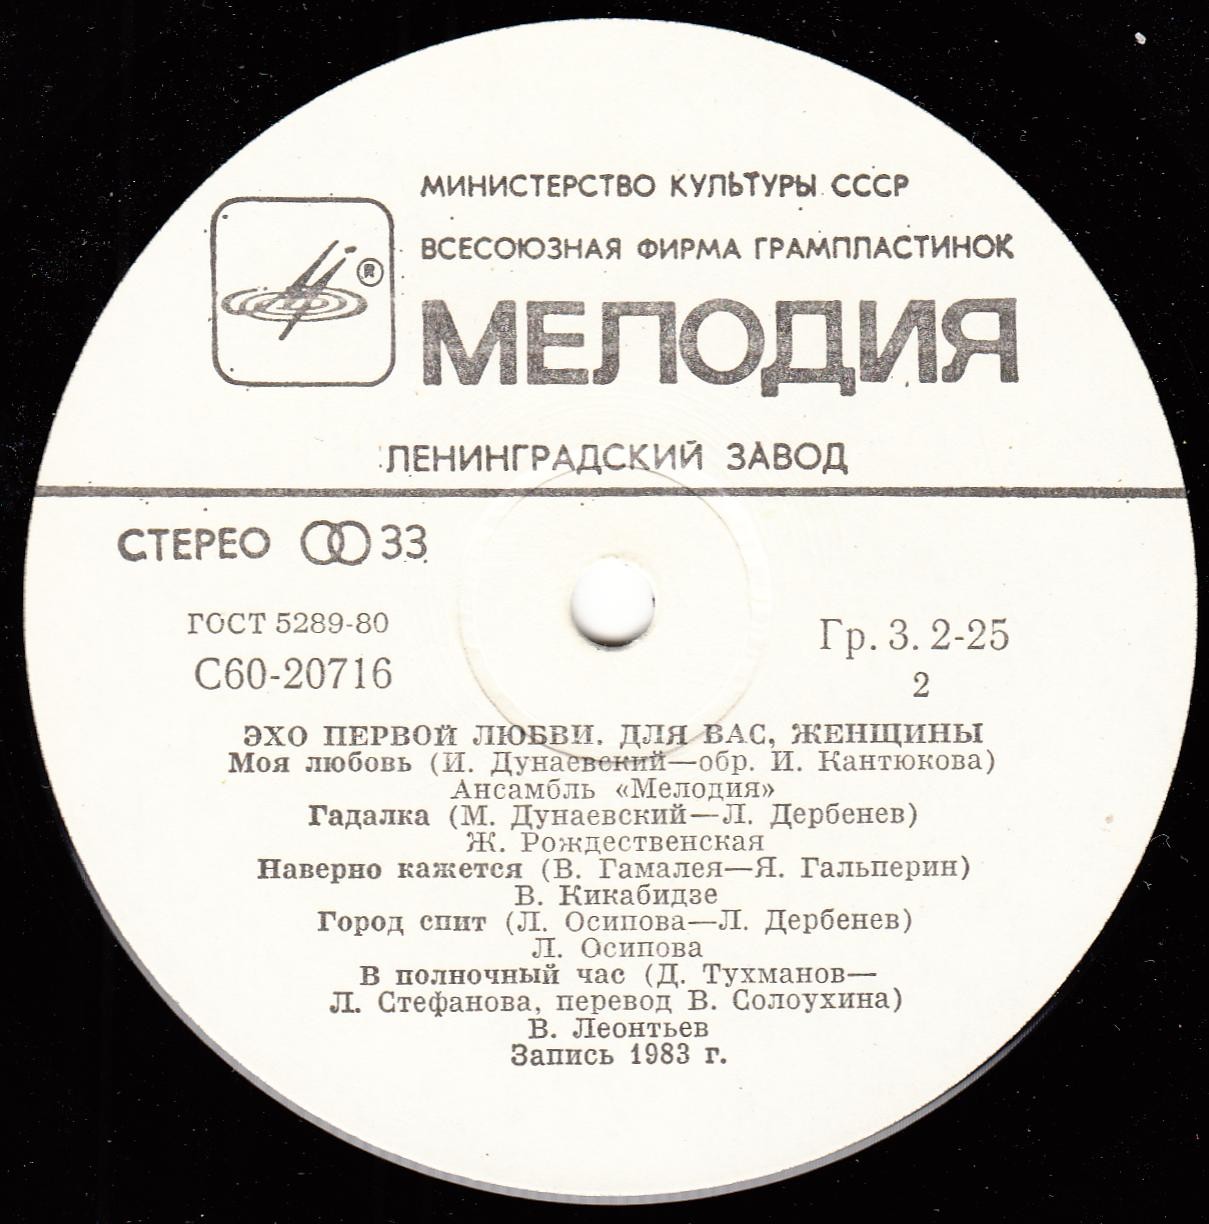 МИНИСТЕРСТВО КУЛЬТУРЫ СССР
ВСЕСОЮЗНАЯ ФИРМА ГРАМПЛАСТИНОК
®
МЕЛОДИЯ
ЛЕНИНГРАДСКИЙ ЗАВОД
СТЕРЕО 33
ГОСТ 5289-80
Гр. 3. 2-25
С60-20716
2
ЭХО ПЕРВОЙ ЛЮБВИ. ДЛЯ ВАС, ЖЕНЩИНЫ
Моя любовь (И. Дунаевский—обр. И. Кантюкова)
Ансамбль «Мелодия»
Гадалка (М. Дунаевский—Л. Дербенев)
Ж. Рождественская
Наверно кажется (В. Гамалея—Я. Гальперин)
В. Кикабидзе
Город спит (Л. Осипова—Л. Дербенев)
Л. Осипова
В полночный час (Д. Тухманов—
Л. Стефанова, перевод В. Солоухина)
В. Леонтьев
Запись 1983 г.